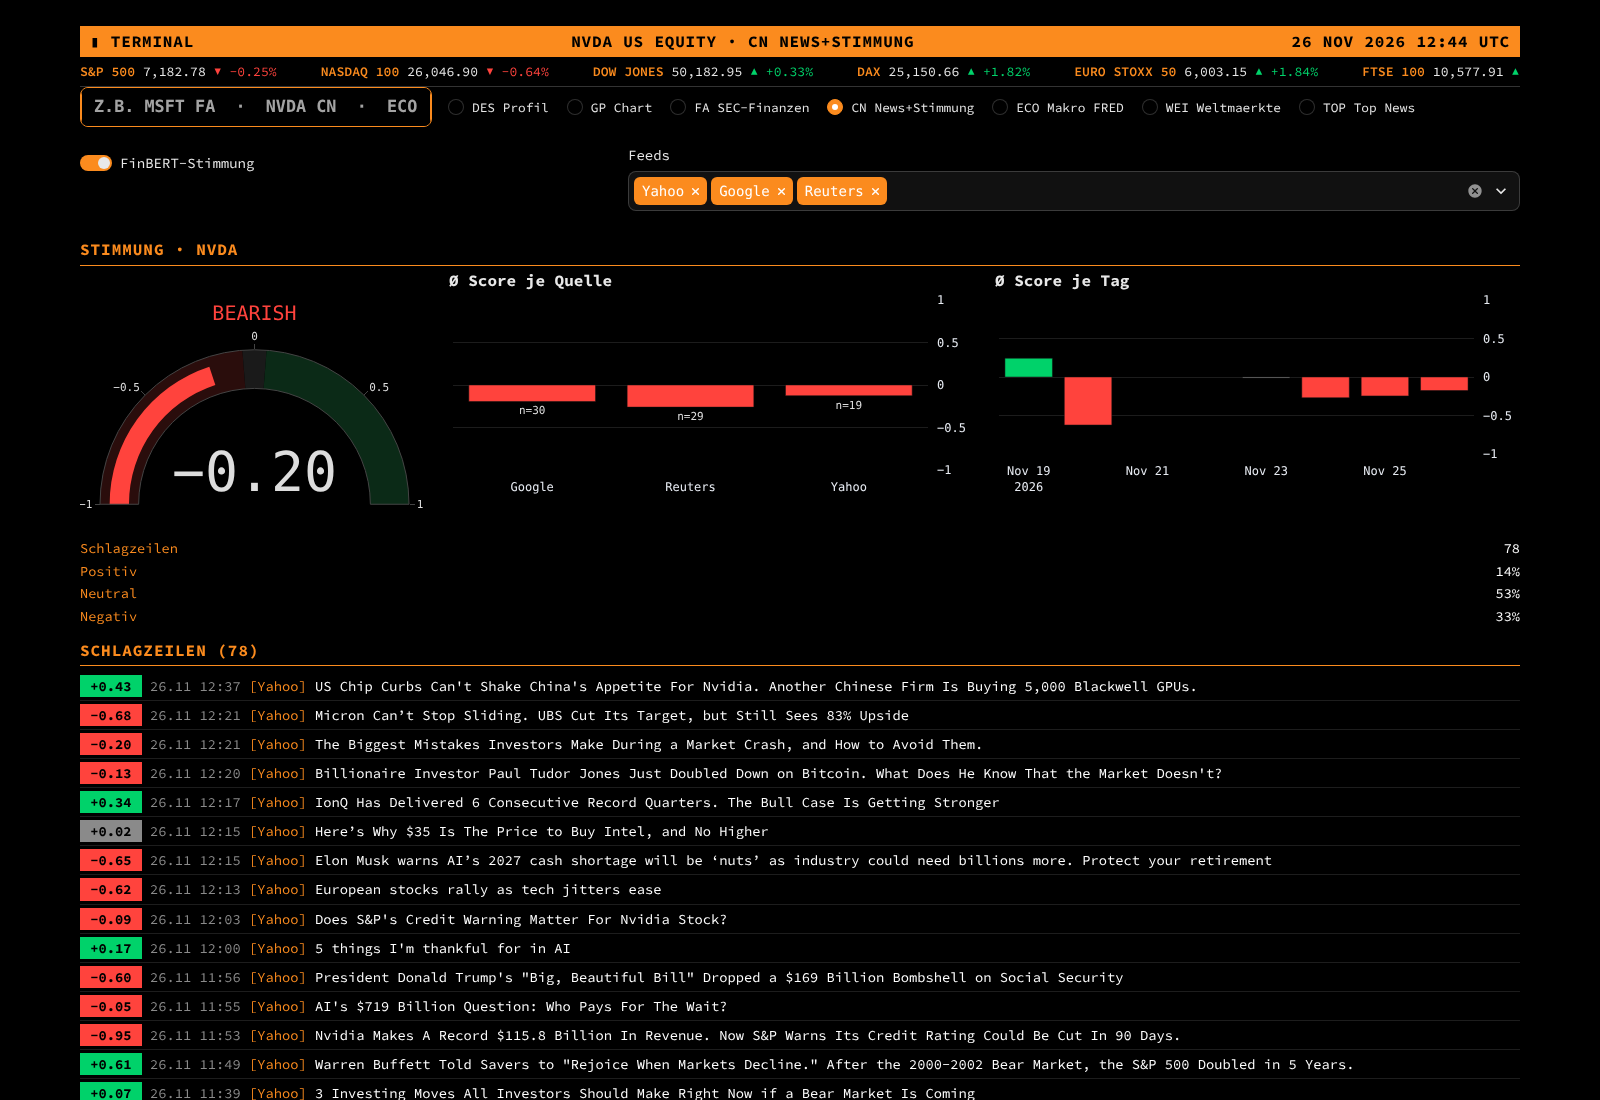 TERMINAL NVDA US EQUITY · CN NEWS+STIMMUNG 26 NOV 2026 12:44 UTC
S&P 500 7,182.78 ▼ −0.25% NASDAQ 100 26,046.90 ▼ −0.64% DOW JONES 50,182.95 ▲ +0.33% DAX 25,150.66 ▲ +1.82% EURO STOXX 50 6,003.15 ▲ +1.84% FTSE 100 10,577.91 ▲
Z.B. MSFT FA · NVDA CN · ECO DES Profil GP Chart FA SEC-Finanzen CN News+Stimmung ECO Makro FRED WEI Weltmaerkte TOP Top News
FinBERT-Stimmung
Feeds
Yahoo × Google × Reuters ×
STIMMUNG · NVDA
BEARISH
−1
−0.5
0
0.5
1
−0.20
Ø Score je Quelle
1
0.5
0
−0.5
−1
n=30 n=29 n=19
Google Reuters Yahoo
Ø Score je Tag
1
0.5
0
−0.5
−1
Nov 19 Nov 21 Nov 23 Nov 25
2026
Schlagzeilen 78
Positiv 14%
Neutral 53%
Negativ 33%
SCHLAGZEILEN (78)
+0.43 26.11 12:37 [Yahoo] US Chip Curbs Can't Shake China's Appetite For Nvidia. Another Chinese Firm Is Buying 5,000 Blackwell GPUs.
−0.68 26.11 12:21 [Yahoo] Micron Can’t Stop Sliding. UBS Cut Its Target, but Still Sees 83% Upside
−0.20 26.11 12:21 [Yahoo] The Biggest Mistakes Investors Make During a Market Crash, and How to Avoid Them.
−0.13 26.11 12:20 [Yahoo] Billionaire Investor Paul Tudor Jones Just Doubled Down on Bitcoin. What Does He Know That the Market Doesn't?
+0.34 26.11 12:17 [Yahoo] IonQ Has Delivered 6 Consecutive Record Quarters. The Bull Case Is Getting Stronger
+0.02 26.11 12:15 [Yahoo] Here’s Why $35 Is The Price to Buy Intel, and No Higher
−0.65 26.11 12:15 [Yahoo] Elon Musk warns AI’s 2027 cash shortage will be ‘nuts’ as industry could need billions more. Protect your retirement
−0.62 26.11 12:13 [Yahoo] European stocks rally as tech jitters ease
−0.09 26.11 12:03 [Yahoo] Does S&P's Credit Warning Matter For Nvidia Stock?
+0.17 26.11 12:00 [Yahoo] 5 things I'm thankful for in AI
−0.60 26.11 11:56 [Yahoo] President Donald Trump's "Big, Beautiful Bill" Dropped a $169 Billion Bombshell on Social Security
−0.05 26.11 11:55 [Yahoo] AI's $719 Billion Question: Who Pays For The Wait?
−0.95 26.11 11:53 [Yahoo] Nvidia Makes A Record $115.8 Billion In Revenue. Now S&P Warns Its Credit Rating Could Be Cut In 90 Days.
+0.61 26.11 11:49 [Yahoo] Warren Buffett Told Savers to "Rejoice When Markets Decline." After the 2000-2002 Bear Market, the S&P 500 Doubled in 5 Years.
+0.07 26.11 11:39 [Yahoo] 3 Investing Moves All Investors Should Make Right Now if a Bear Market Is Coming